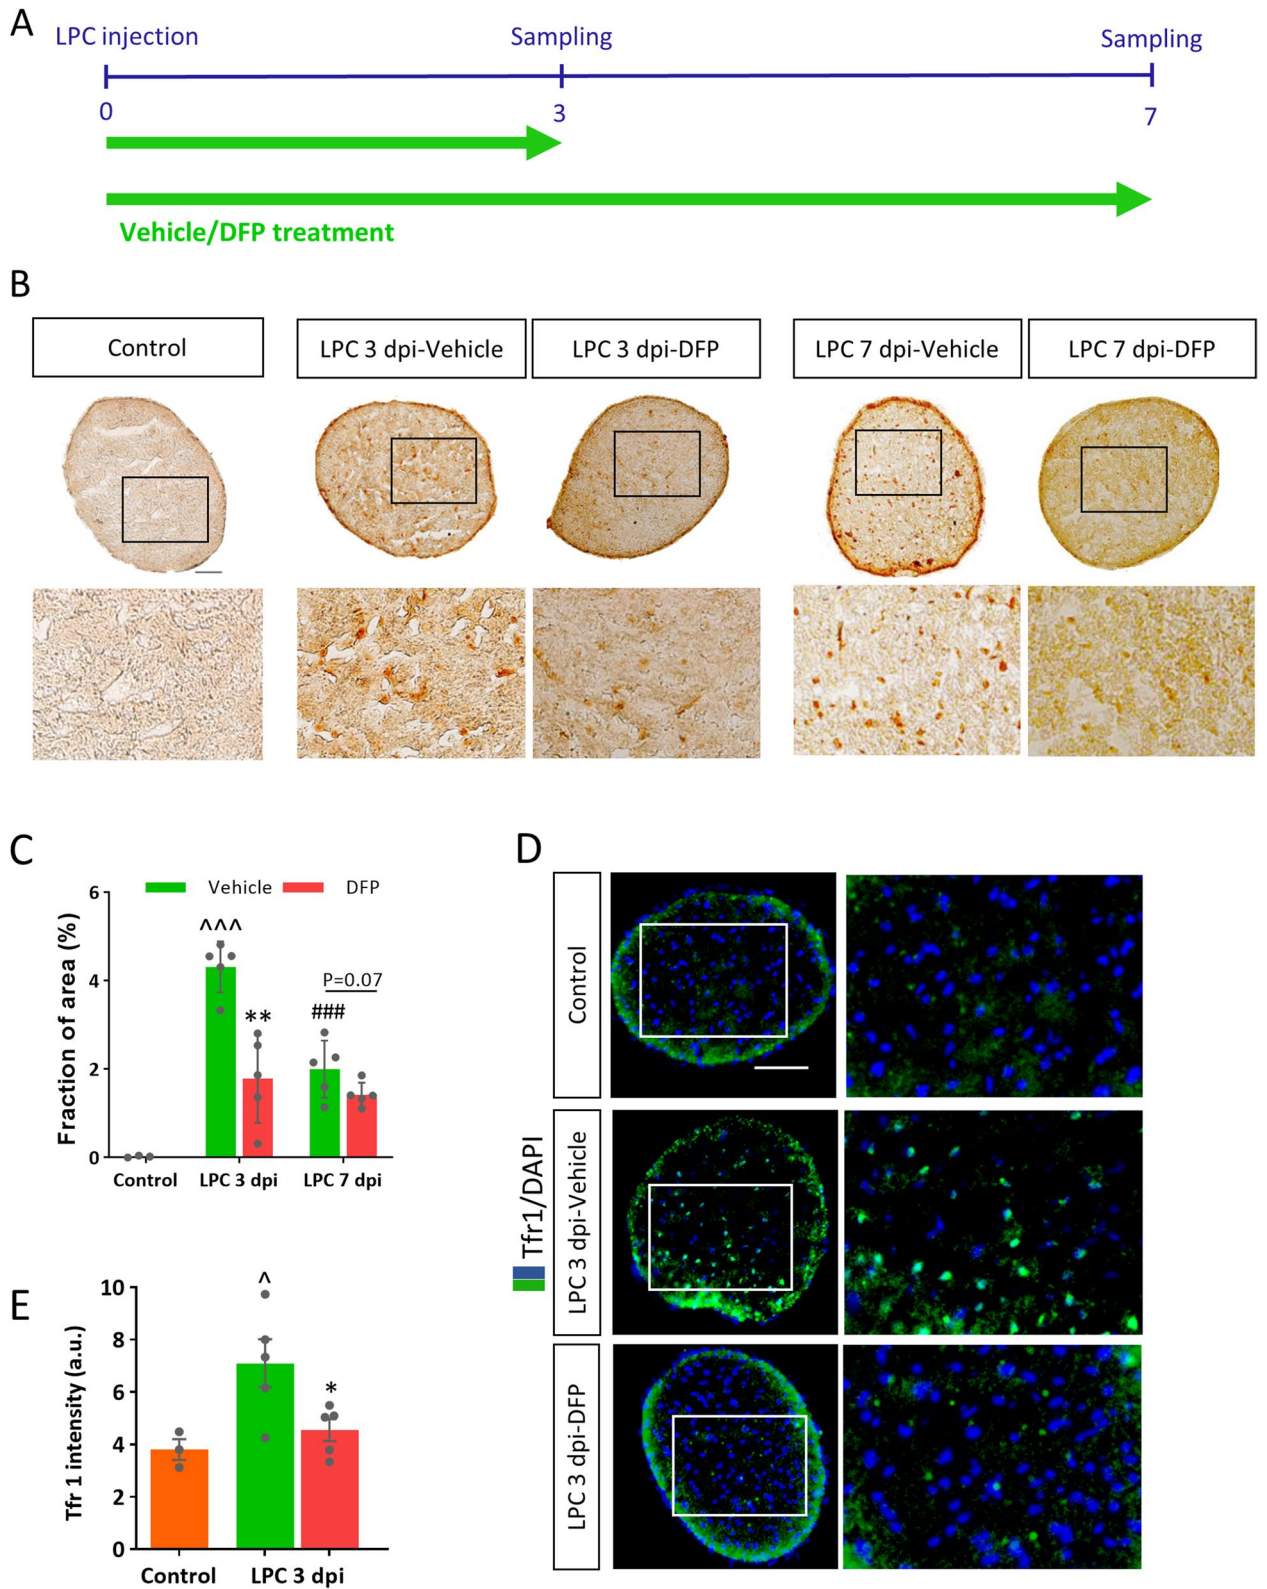 A
LPC injection
Sampling
Sampling
0
3
7
Vehicle/DFP treatment
B
Control
LPC 3 dpi-Vehicle
LPC 3 dpi-DFP
LPC 7 dpi-Vehicle
LPC 7 dpi-DFP
C
Vehicle
DFP
Fraction of area (%)
6
4
2
0
^^^
**
P=0.07
###
Control
LPC 3 dpi
LPC 7 dpi
D
Control
LPC 3 dpi-Vehicle
LPC 3 dpi-DFP
Tfr1/DAPI
E
Tfr 1 intensity (a.u.)
10
8
6
4
2
0
^
*
Control
LPC 3 dpi